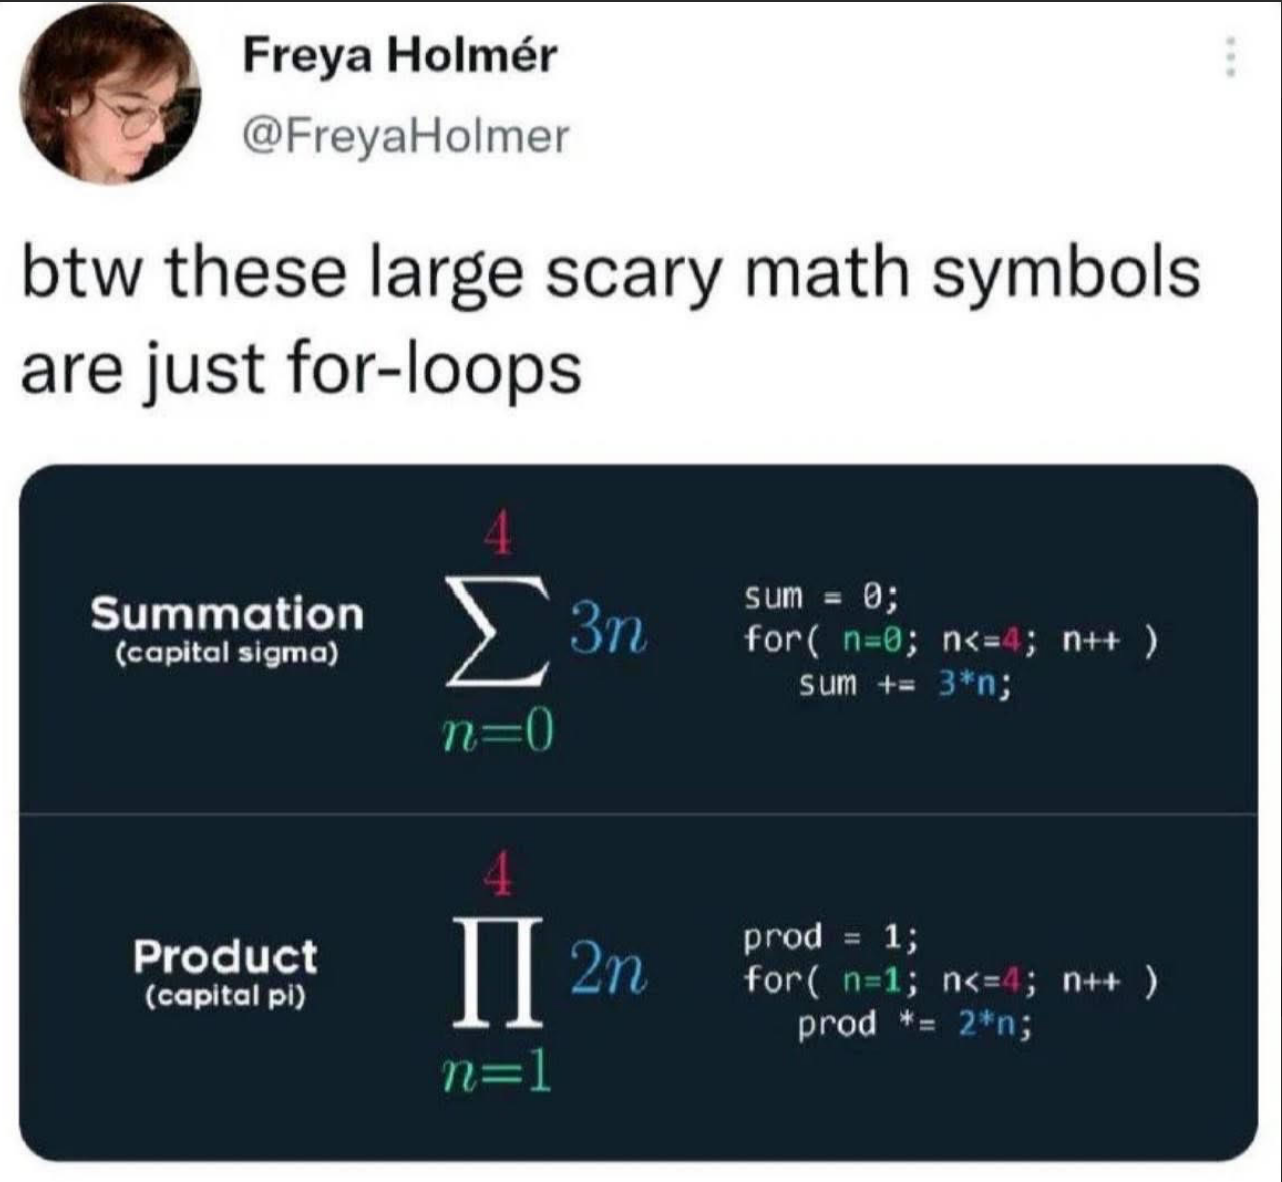 Freya Holmér
@FreyaHolmer
btw these large scary math symbols
are just for-loops
Summation
(capital sigma)
4
∑ 3n
n=0
sum = 0;
for( n=0; n<=4; n++ )
sum += 3*n;
Product
(capital pi)
4
∏ 2n
n=1
prod = 1;
for( n=1; n<=4; n++ )
prod *= 2*n;